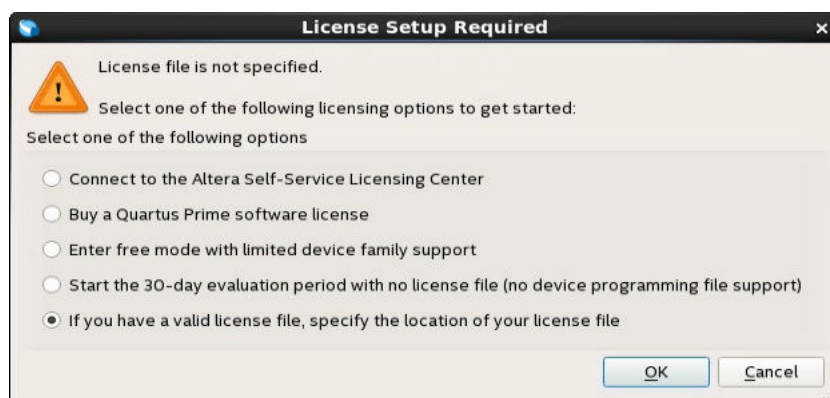 License Setup Required
License file is not specified.
Select one of the following licensing options to get started:
Select one of the following options
Connect to the Altera Self-Service Licensing Center
Buy a Quartus Prime software license
Enter free mode with limited device family support
Start the 30-day evaluation period with no license file (no device programming file support)
If you have a valid license file, specify the location of your license file
OK Cancel